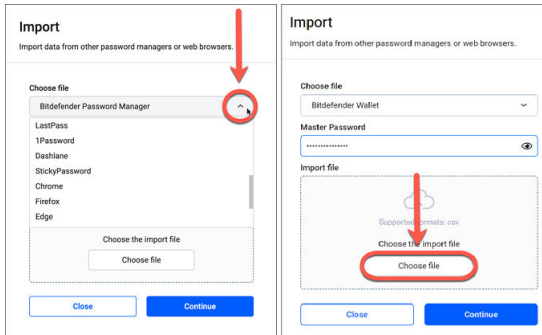 Import
Import data from other password managers or web browsers.
Choose file
Bitdefender Password Manager
LastPass
1Password
Dashlane
StickyPassword
Chrome
Firefox
Edge
Choose the import file
Choose file
Close
Continue
Import
Import data from other password managers or web browsers.
Choose file
Bitdefender Wallet
Master Password
Import file
Supported formats: csv
Choose the import file
Choose file
Close
Continue